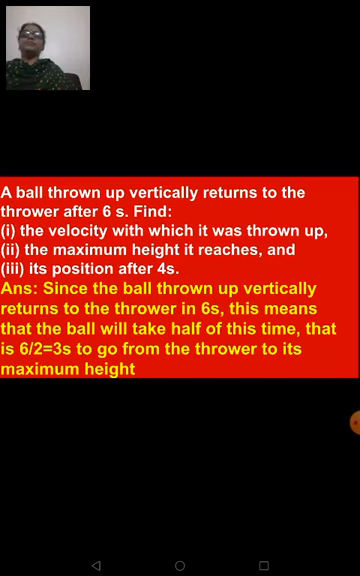 A ball thrown up vertically returns to the
thrower after 6 s. Find:
(i) the velocity with which it was thrown up,
(ii) the maximum height it reaches, and
(iii) its position after 4s.
Ans: Since the ball thrown up vertically
returns to the thrower in 6s, this means
that the ball will take half of this time, that
is 6/2=3s to go from the thrower to its
maximum height